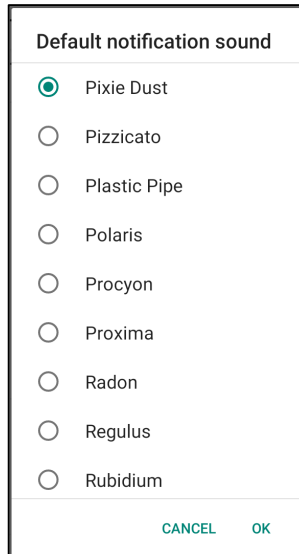 Default notification sound
Pixie Dust
Pizzicato
Plastic Pipe
Polaris
Procyon
Proxima
Radon
Regulus
Rubidium
CANCEL OK